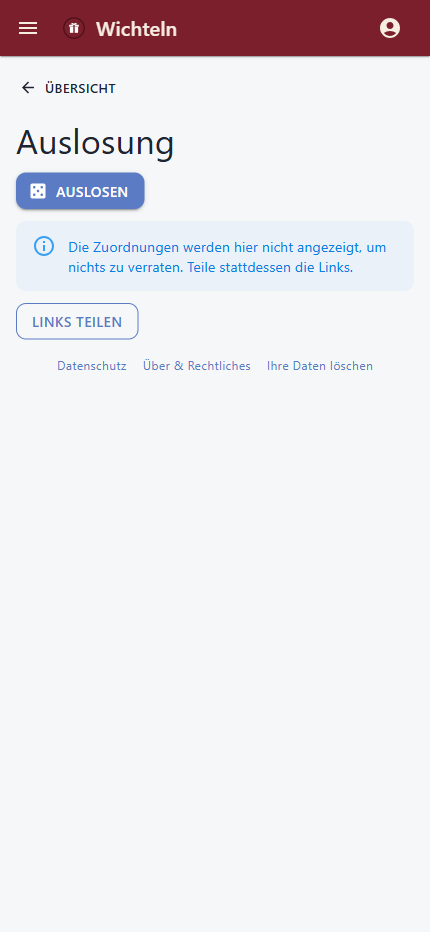 Wichteln
ÜBERSICHT
Auslosung
AUSLOSEN
Die Zuordnungen werden hier nicht angezeigt, um
nichts zu verraten. Teile stattdessen die Links.
LINKS TEILEN
Datenschutz Über & Rechtliches Ihre Daten löschen